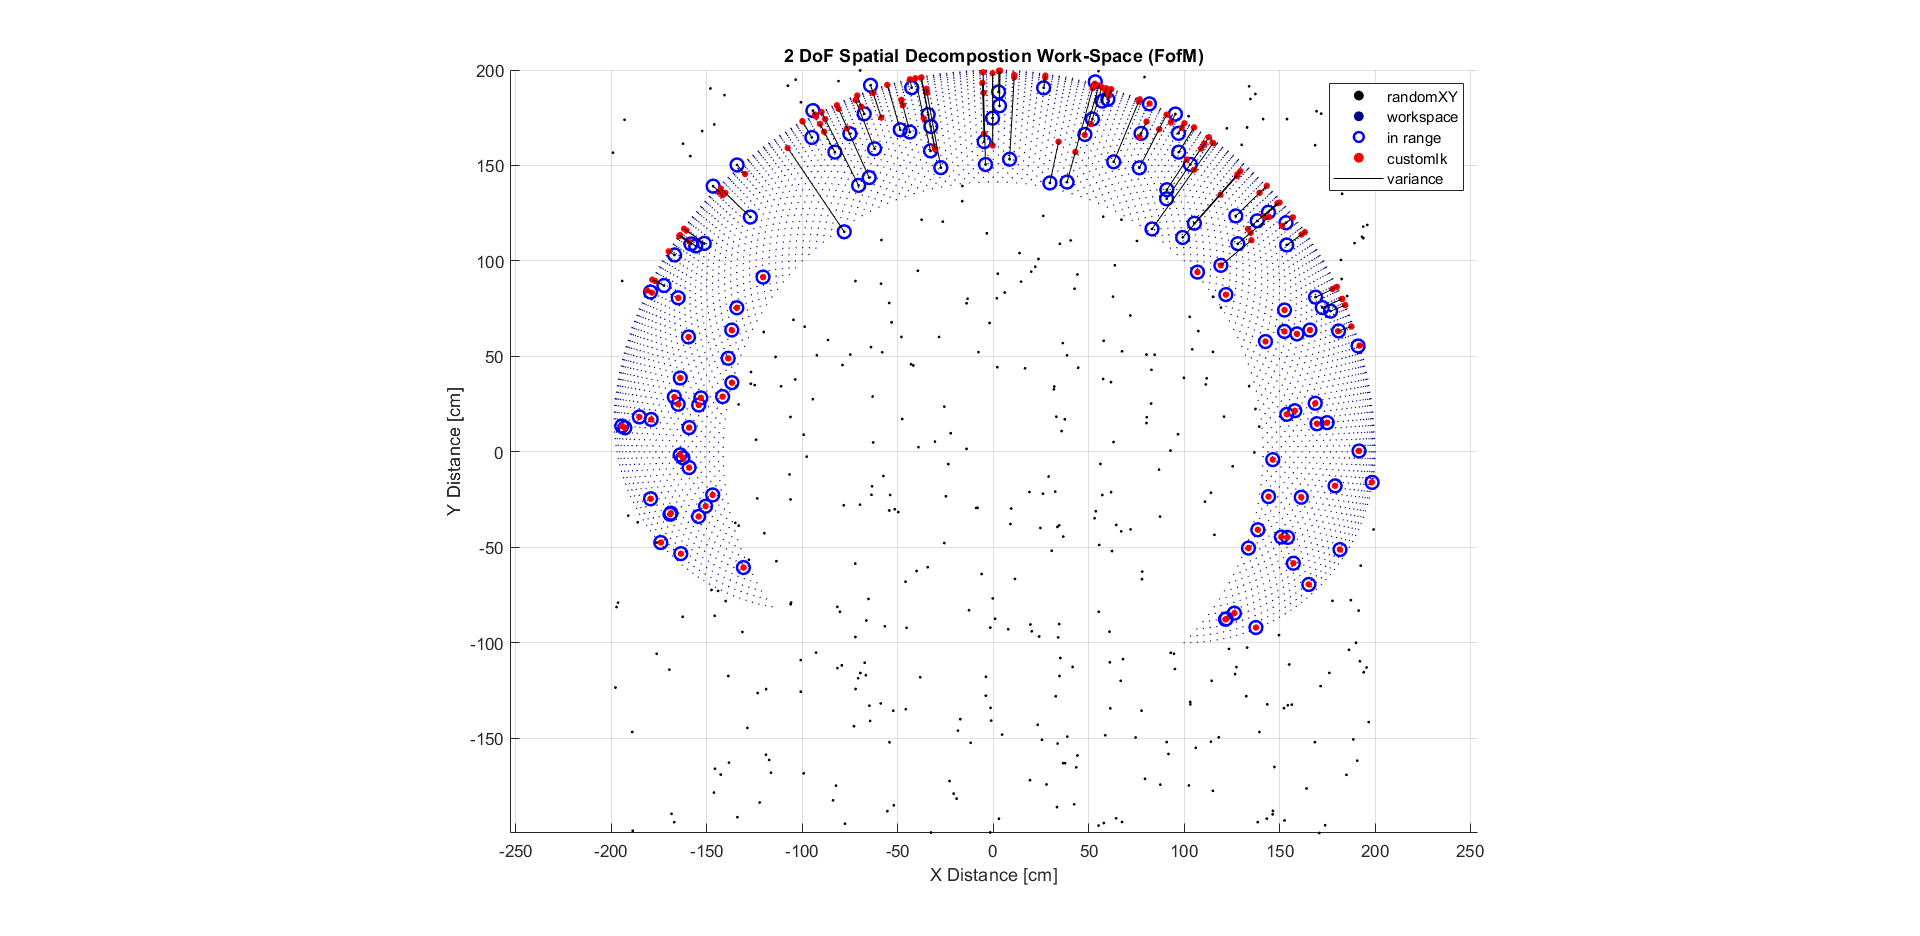 2 DoF Spatial Decompostion Work-Space (FofM)
200
150
100
50
0
-50
-100
-150
Y Distance [cm]
-250 -200 -150 -100 -50 0 50 100 150 200 250
X Distance [cm]
randomXY
workspace
in range
customIk
variance